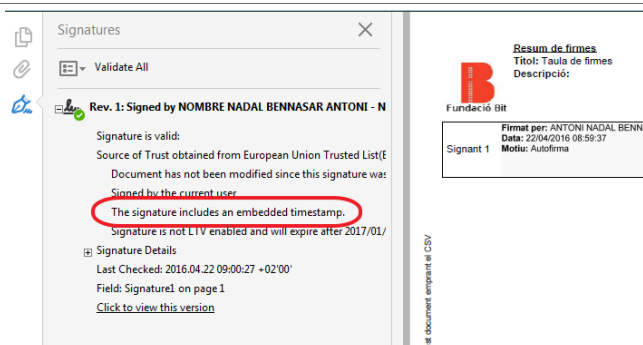 Signatures
Validate All
Rev. 1: Signed by NOMBRE NADAL BENNASAR ANTONI - N
Signature is valid:
Source of Trust obtained from European Union Trusted List(E
Document has not been modified since this signature was
Signed by the current user
The signature includes an embedded timestamp.
Signature is not LTV enabled and will expire after 2017/01/
Signature Details
Last Checked: 2016.04.22 09:00:27 +02'00'
Field: Signature1 on page 1
Click to view this version
Fundació Bit
Resum de firmes
Titol: Taula de firmes
Descripció:
Signant 1
Firmat per: ANTONI NADAL BENN
Data: 22/04/2016 08:59:37
Motiu: Autofirma
st document emprant el CSV